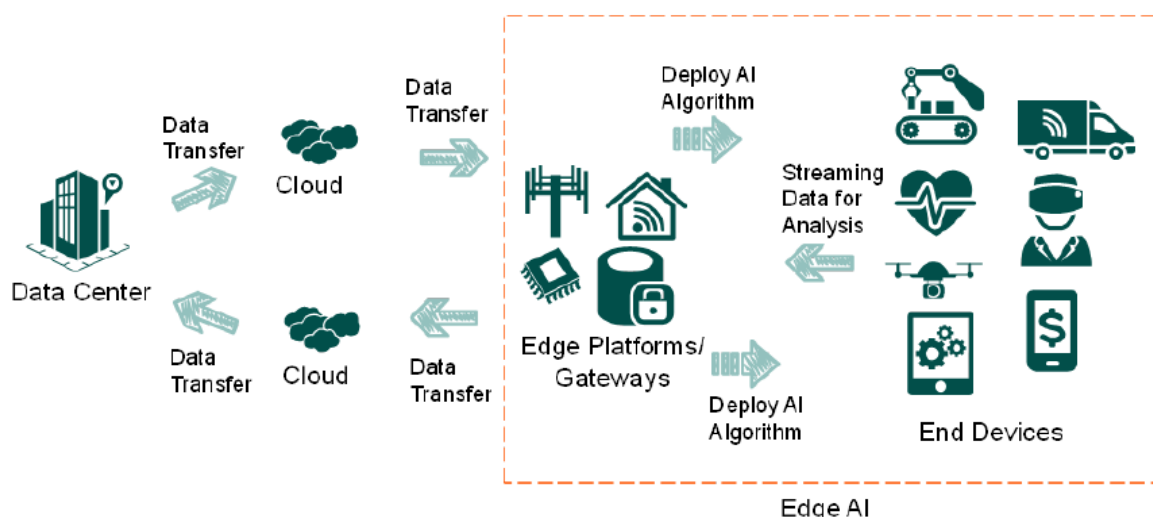 Data
Transfer
Cloud
Data
Transfer
Deploy AI
Algorithm
Streaming
Data for
Analysis
Data Center
Data
Transfer
Cloud
Data
Transfer
Edge Platforms/
Gateways
Deploy AI
Algorithm
$
End Devices
Edge AI